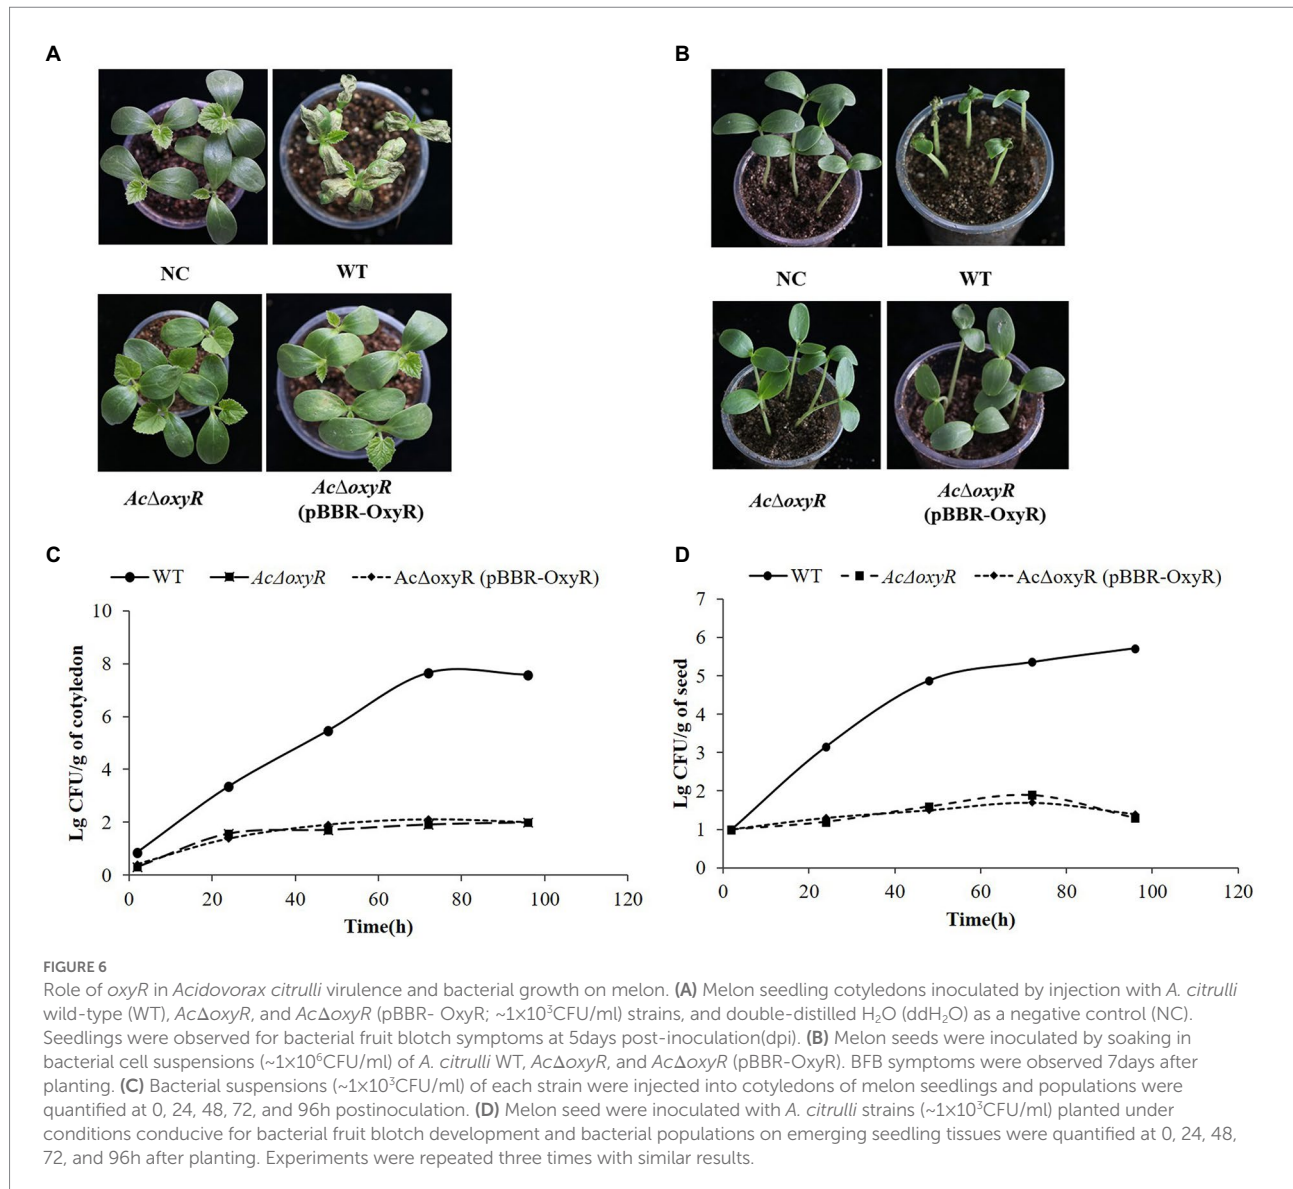 A
B
NC
WT
NC
WT
AcΔoxyR
AcΔoxyR
(pBBR-OxyR)
AcΔoxyR
AcΔoxyR
(pBBR-OxyR)
C
WT AcΔoxyR AcΔoxyR (pBBR-OxyR)
Lg CFU/g of cotyledon
10
8
6
4
2
0
0 20 40 60 80 100 120
Time(h)
D
WT AcΔoxyR AcΔoxyR (pBBR-OxyR)
Lg CFU/g of seed
7
6
5
4
3
2
1
0
0 20 40 60 80 100 120
Time(h)
FIGURE 6
Role of oxyR in Acidovorax citrulli virulence and bacterial growth on melon. (A) Melon seedling cotyledons inoculated by injection with A. citrulli
wild-type (WT), AcΔoxyR, and AcΔoxyR (pBBR- OxyR; ~1×10³CFU/ml) strains, and double-distilled H₂O (ddH₂O) as a negative control (NC).
Seedlings were observed for bacterial fruit blotch symptoms at 5days post-inoculation(dpi). (B) Melon seeds were inoculated by soaking in
bacterial cell suspensions (~1×10⁶CFU/ml) of A. citrulli WT, AcΔoxyR, and AcΔoxyR (pBBR-OxyR). BFB symptoms were observed 7days after
planting. (C) Bacterial suspensions (~1×10³CFU/ml) of each strain were injected into cotyledons of melon seedlings and populations were
quantified at 0, 24, 48, 72, and 96h postinoculation. (D) Melon seed were inoculated with A. citrulli strains (~1×10³CFU/ml) planted under
conditions conducive for bacterial fruit blotch development and bacterial populations on emerging seedling tissues were quantified at 0, 24, 48,
72, and 96h after planting. Experiments were repeated three times with similar results.